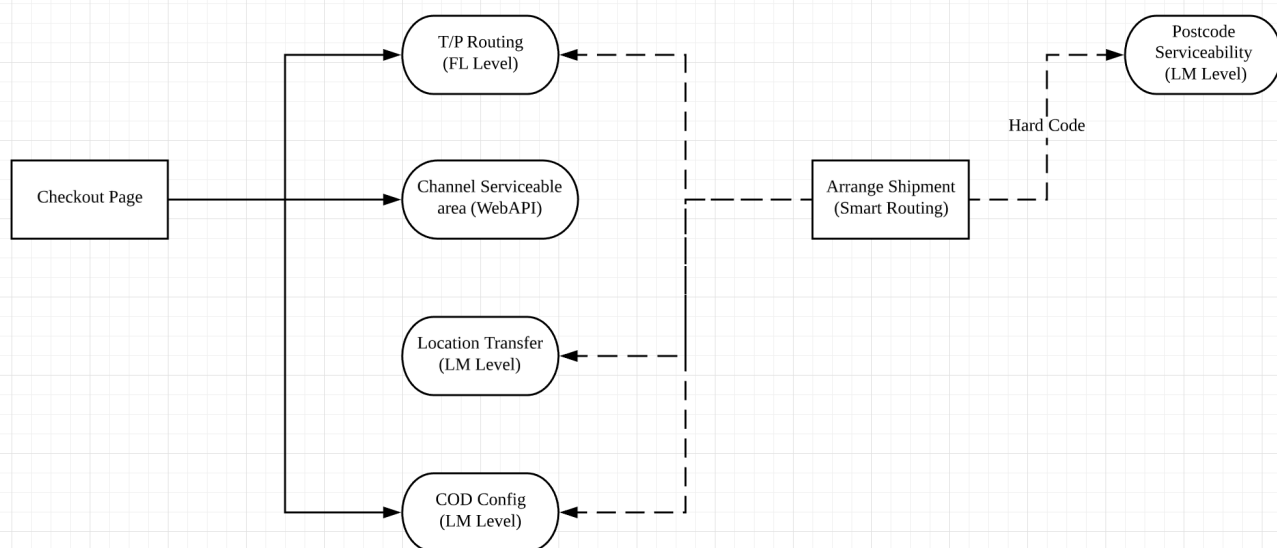 T/P Routing
(FL Level)
Postcode
Serviceability
(LM Level)
Hard Code
Checkout Page
Channel Serviceable
area (WebAPI)
Arrange Shipment
(Smart Routing)
Location Transfer
(LM Level)
COD Config
(LM Level)